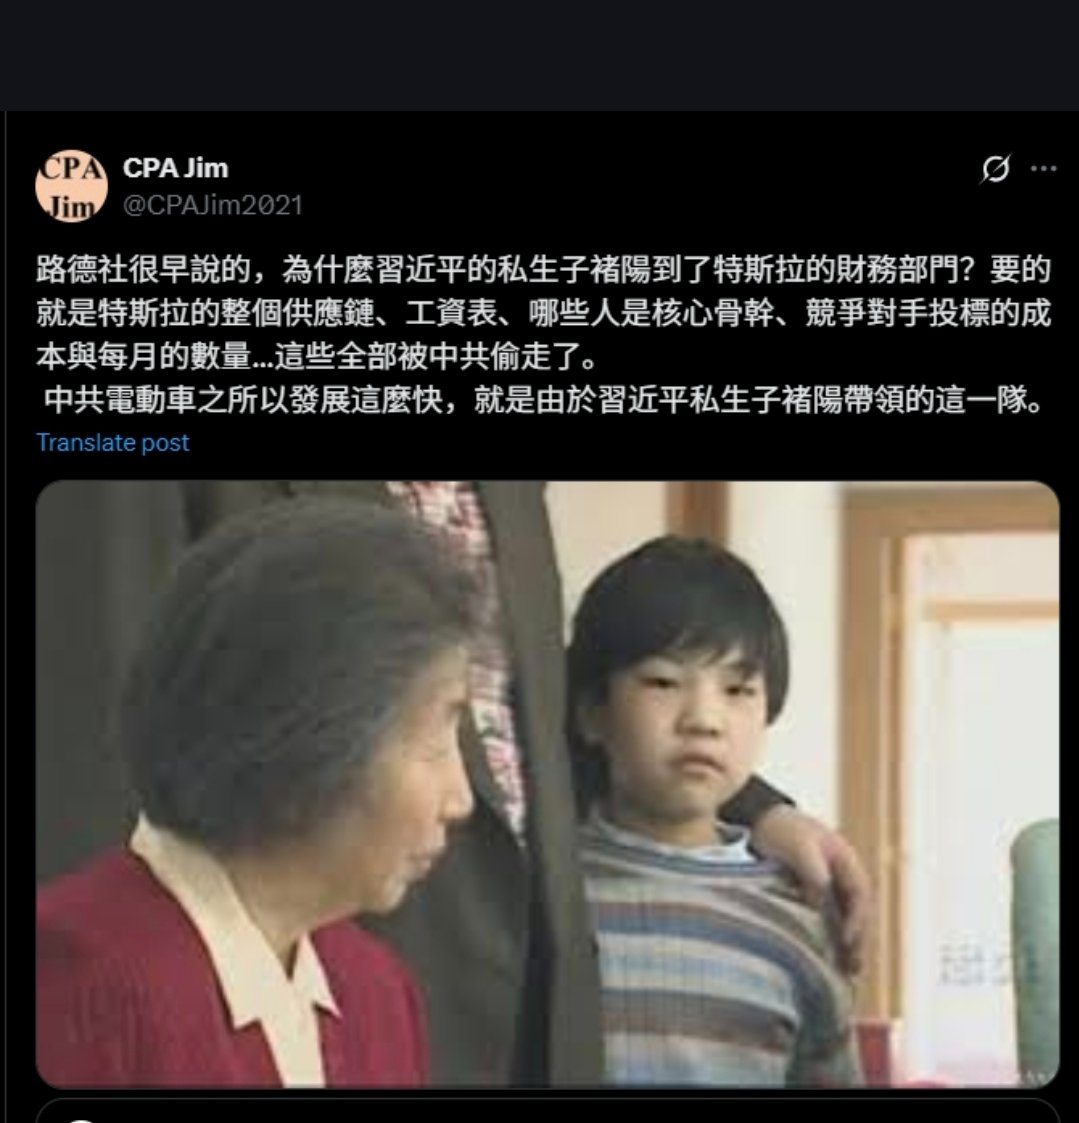 CPA
Jim
CPA Jim
@CPAJim2021
路德社很早說的，為什麼習近平的私生子褚陽到了特斯拉的財務部門？要的
就是特斯拉的整個供應鏈、工資表、哪些人是核心骨幹、競爭對手投標的成
本與每月的數量...這些全部被中共偷走了。
中共電動車之所以發展這麼快，就是由於習近平私生子褚陽帶領的這一隊。
Translate post